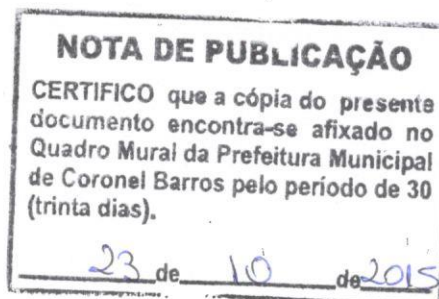 NOTA DE PUBLICAÇÃO
CERTIFICO que a cópia do presente
documento encontra-se afixado no
Quadro Mural da Prefeitura Municipal
de Coronel Barros pelo período de 30
(trinta dias).
23 de 10 de 2015